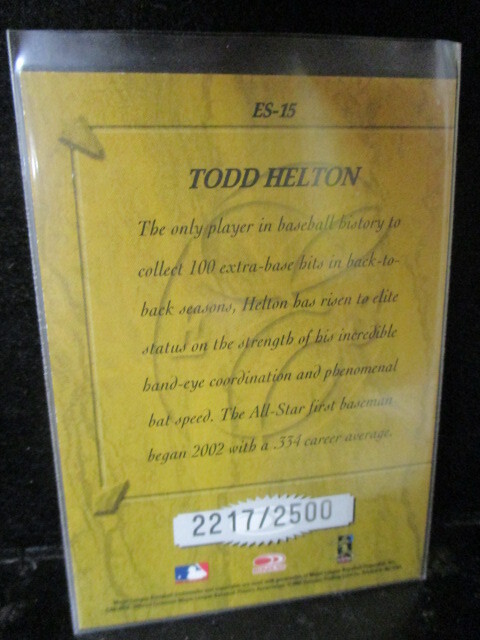 ES-15
TODD HELTON
The only player in baseball history to
collect 100 extra-base hits in back-to-
back seasons, Helton has risen to elite
status on the strength of his incredible
hand-eye coordination and phenomenal
bat speed. The All-Star first baseman
began 2002 with a .334 career average.
2217/2500